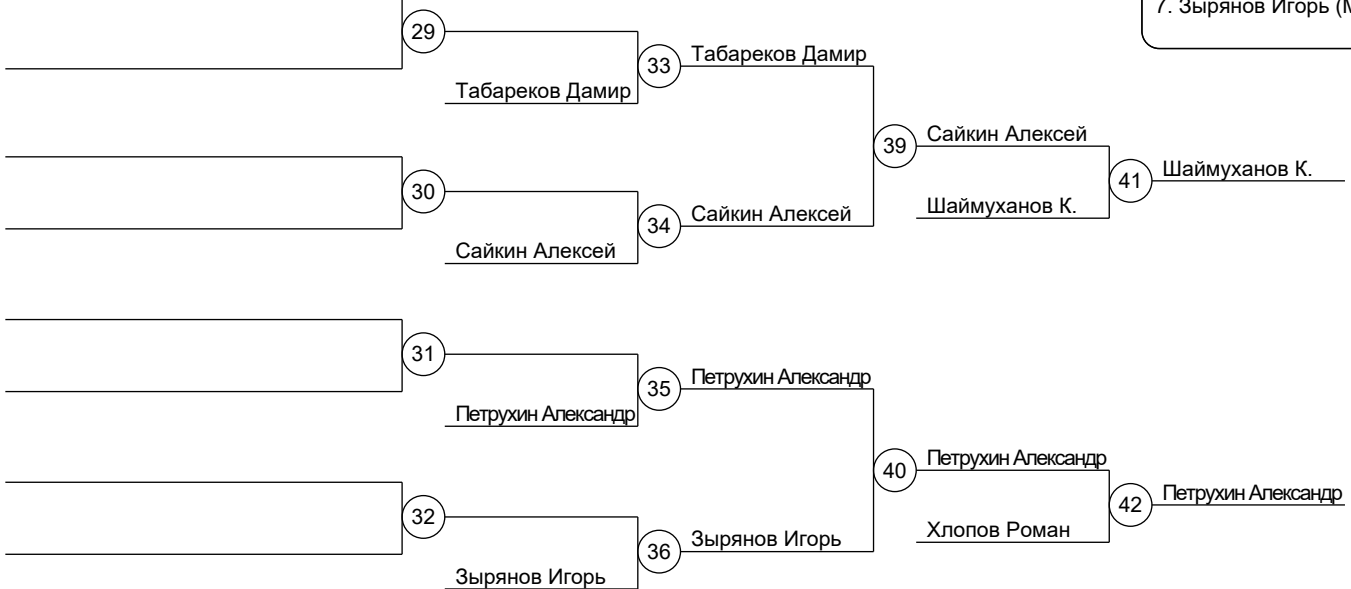 7. Зырянов Игорь (М
29
33
Табареков Дамир
Табареков Дамир
39
Сайкин Алексей
41
Шаймуханов К.
30
34
Сайкин Алексей
Шаймуханов К.
Сайкин Алексей
31
35
Петрухин Александр
Петрухин Александр
40
Петрухин Александр
42
Петрухин Александр
32
36
Зырянов Игорь
Хлопов Роман
Зырянов Игорь